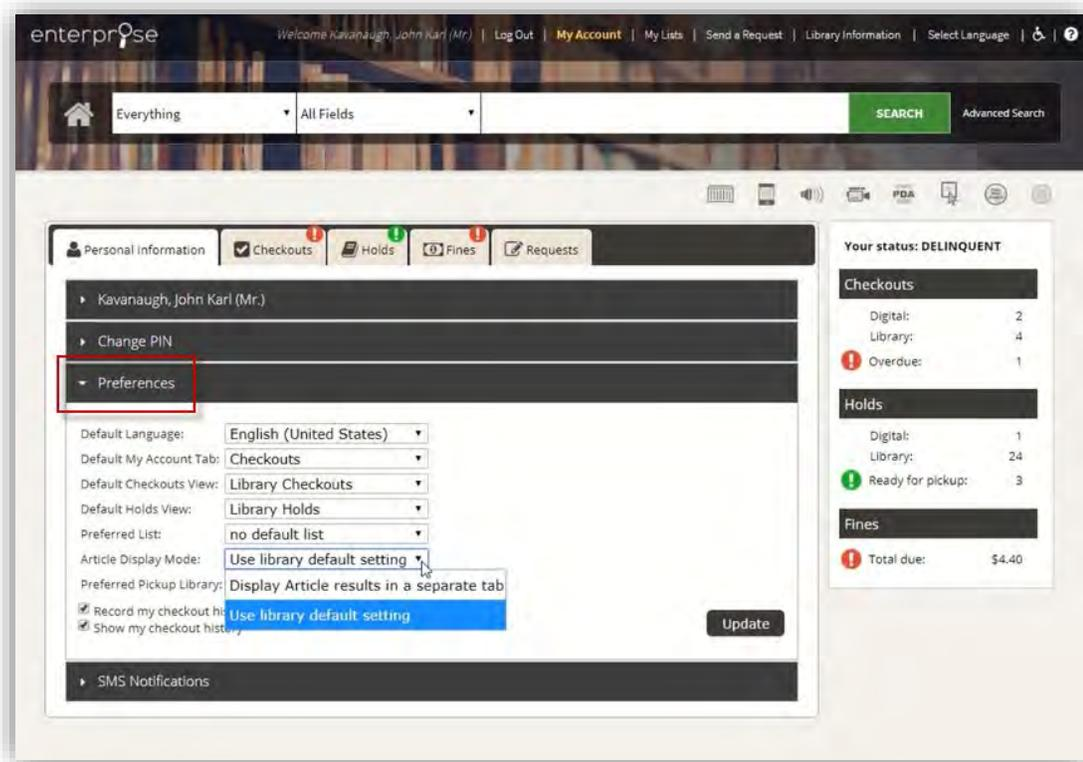 enterprise
Welcome Kavanaugh, John Karl (Mr.) | Log Out | My Account | My Lists | Send a Request | Library Information | Select Language | | ?
Everything All Fields SEARCH Advanced Search
PDA
Personal Information Checkouts Holds Fines Requests
Kavanaugh, John Karl (Mr.)
Change PIN
Preferences
Default Language: English (United States)
Default My Account Tab: Checkouts
Default Checkouts View: Library Checkouts
Default Holds View: Library Holds
Preferred List: no default list
Article Display Mode: Use library default setting
Preferred Pickup Library: Display Article results in a separate tab
Record my checkout Use library default setting
Show my checkout
Update
SMS Notifications
Your status: DELINQUENT
Checkouts
Digital: 2
Library: 4
Overdue: 1
Holds
Digital: 1
Library: 24
Ready for pickup: 3
Fines
Total due: $4.40